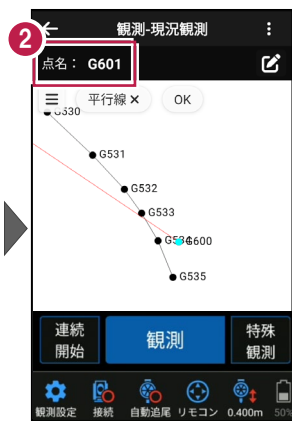 2
観測-現況観測
点名： G601
平行線 ×
OK
G530
G531
G532
G533
G534
G600
G535
連続
開始
観測
特殊
観測
観測設定
接続
自動追尾
リモコン
0.400m
50%